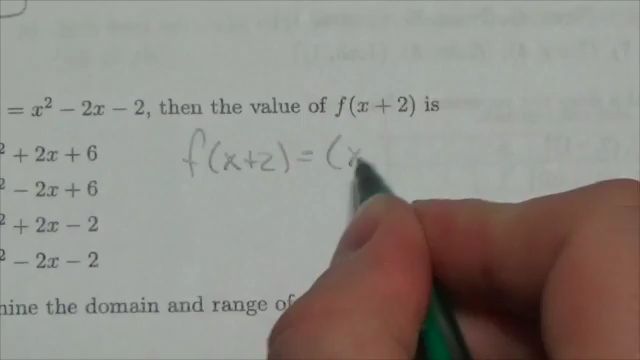 = x² − 2x − 2, then the value of f(x + 2) is
² + 2x + 6
f(x+2) = (x
² − 2x + 6
² + 2x − 2
² − 2x − 2
nine the domain and range of